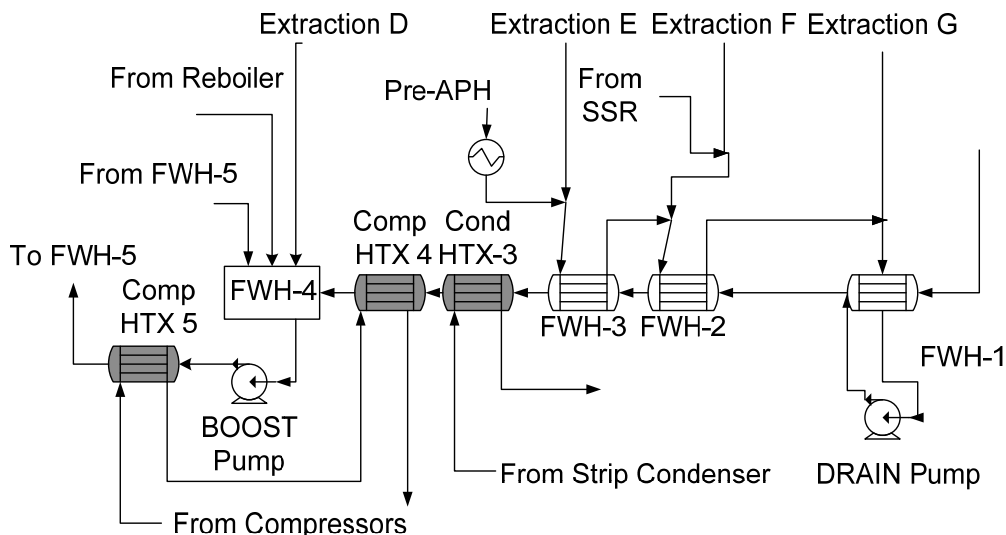 Extraction D
Extraction E
Extraction F
Extraction G
From Reboiler
Pre-APH
From
SSR
From FWH-5
Comp
HTX 4
Cond
HTX-3
To FWH-5
FWH-4
Comp
HTX 5
FWH-3
FWH-2
FWH-1
BOOST
Pump
From Strip Condenser
DRAIN Pump
From Compressors